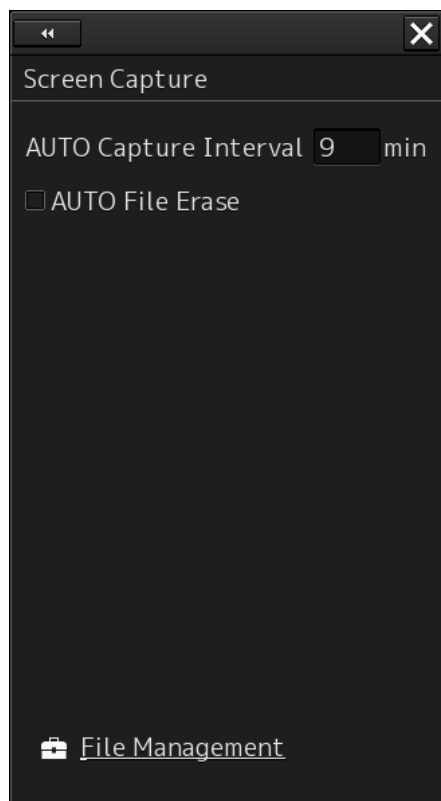 Screen Capture
AUTO Capture Interval 9 min
AUTO File Erase
File Management